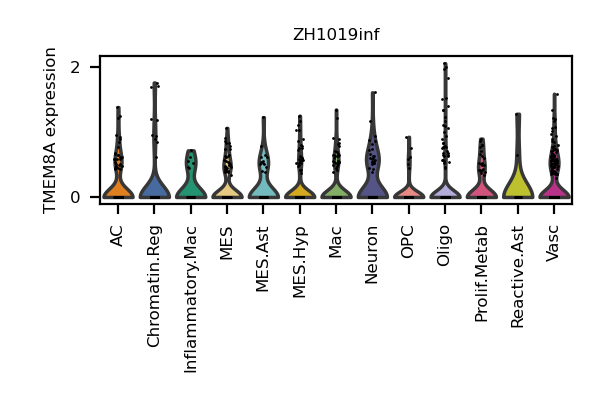 ZH1019inf
TMEM8A expression
2
0
AC
Chromatin.Reg
Inflammatory.Mac
MES
MES.Ast
MES.Hyp
Mac
Neuron
OPC
Oligo
Prolif.Metab
Reactive.Ast
Vasc